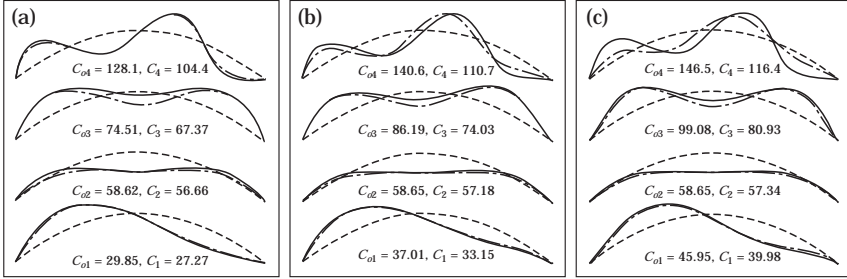 (a)
C_o4 = 128.1, C_4 = 104.4
C_o3 = 74.51, C_3 = 67.37
C_o2 = 58.62, C_2 = 56.66
C_o1 = 29.85, C_1 = 27.27
(b)
C_o4 = 140.6, C_4 = 110.7
C_o3 = 86.19, C_3 = 74.03
C_o2 = 58.65, C_2 = 57.18
C_o1 = 37.01, C_1 = 33.15
(c)
C_o4 = 146.5, C_4 = 116.4
C_o3 = 99.08, C_3 = 80.93
C_o2 = 58.65, C_2 = 57.34
C_o1 = 45.95, C_1 = 39.98